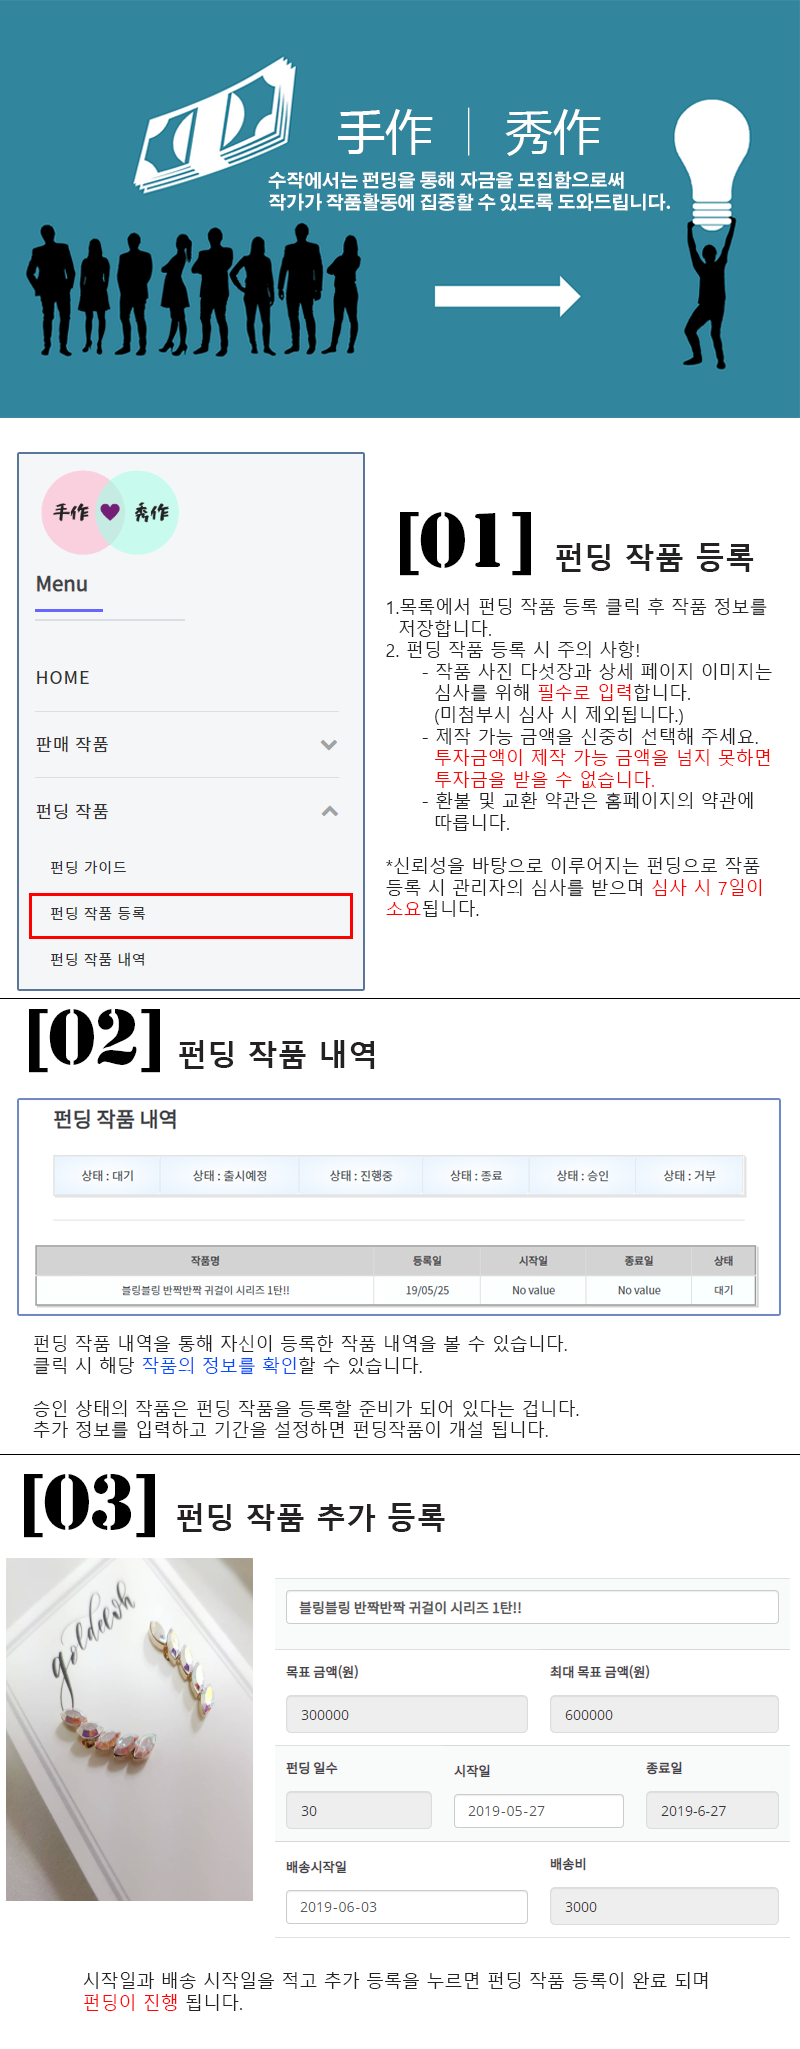 手作 | 秀作
수작에서는 펀딩을 통해 자금을 모집함으로써
작가가 작품활동에 집중할 수 있도록 도와드립니다.
手作 秀作
Menu
HOME
판매 작품
펀딩 작품
펀딩 가이드
펀딩 작품 등록
펀딩 작품 내역
[01] 펀딩 작품 등록
1.목록에서 펀딩 작품 등록 클릭 후 작품 정보를
저장합니다.
2. 펀딩 작품 등록 시 주의 사항!
- 작품 사진 다섯장과 상세 페이지 이미지는
심사를 위해 필수로 입력합니다.
(미첨부시 심사 시 제외됩니다.)
- 제작 가능 금액을 신중히 선택해 주세요.
투자금액이 제작 가능 금액을 넘지 못하면
투자금을 받을 수 없습니다.
- 환불 및 교환 약관은 홈페이지의 약관에
따릅니다.
*신뢰성을 바탕으로 이루어지는 펀딩으로 작품
등록 시 관리자의 심사를 받으며 심사 시 7일이
소요됩니다.
[02] 펀딩 작품 내역
펀딩 작품 내역
상태 : 대기 상태 : 출시예정 상태 : 진행중 상태 : 종료 상태 : 승인 상태 : 거부
작품명 등록일 시작일 종료일 상태
블링블링 반짝반짝 귀걸이 시리즈 1탄!! 19/05/25 No value No value 대기
펀딩 작품 내역을 통해 자신이 등록한 작품 내역을 볼 수 있습니다.
클릭 시 해당 작품의 정보를 확인할 수 있습니다.
승인 상태의 작품은 펀딩 작품을 등록할 준비가 되어 있다는 겁니다.
추가 정보를 입력하고 기간을 설정하면 펀딩작품이 개설 됩니다.
[03] 펀딩 작품 추가 등록
블링블링 반짝반짝 귀걸이 시리즈 1탄!!
목표 금액(원) 최대 목표 금액(원)
300000 600000
펀딩 일수 시작일 종료일
30 2019-05-27 2019-6-27
배송시작일 배송비
2019-06-03 3000
시작일과 배송 시작일을 적고 추가 등록을 누르면 펀딩 작품 등록이 완료 되며
펀딩이 진행 됩니다.